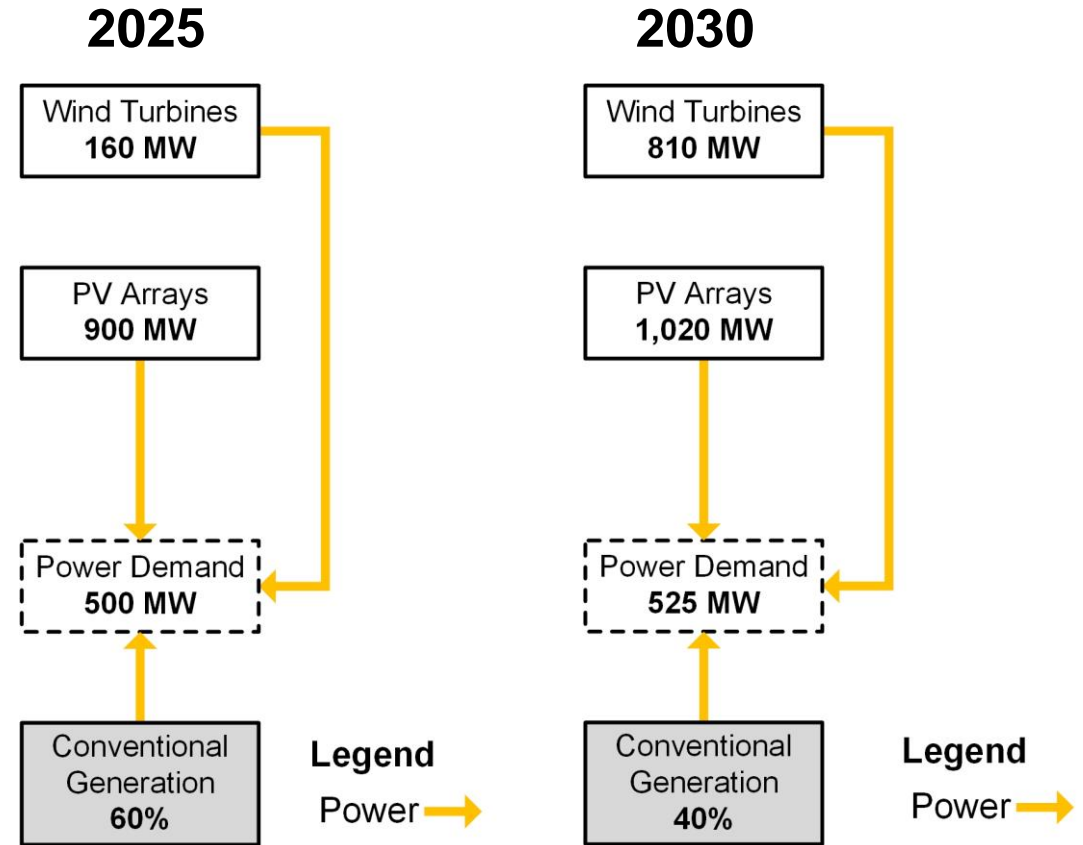 2025
Wind Turbines
160 MW
PV Arrays
900 MW
Power Demand
500 MW
Conventional
Generation
60%
Legend
Power
2030
Wind Turbines
810 MW
PV Arrays
1,020 MW
Power Demand
525 MW
Conventional
Generation
40%
Legend
Power